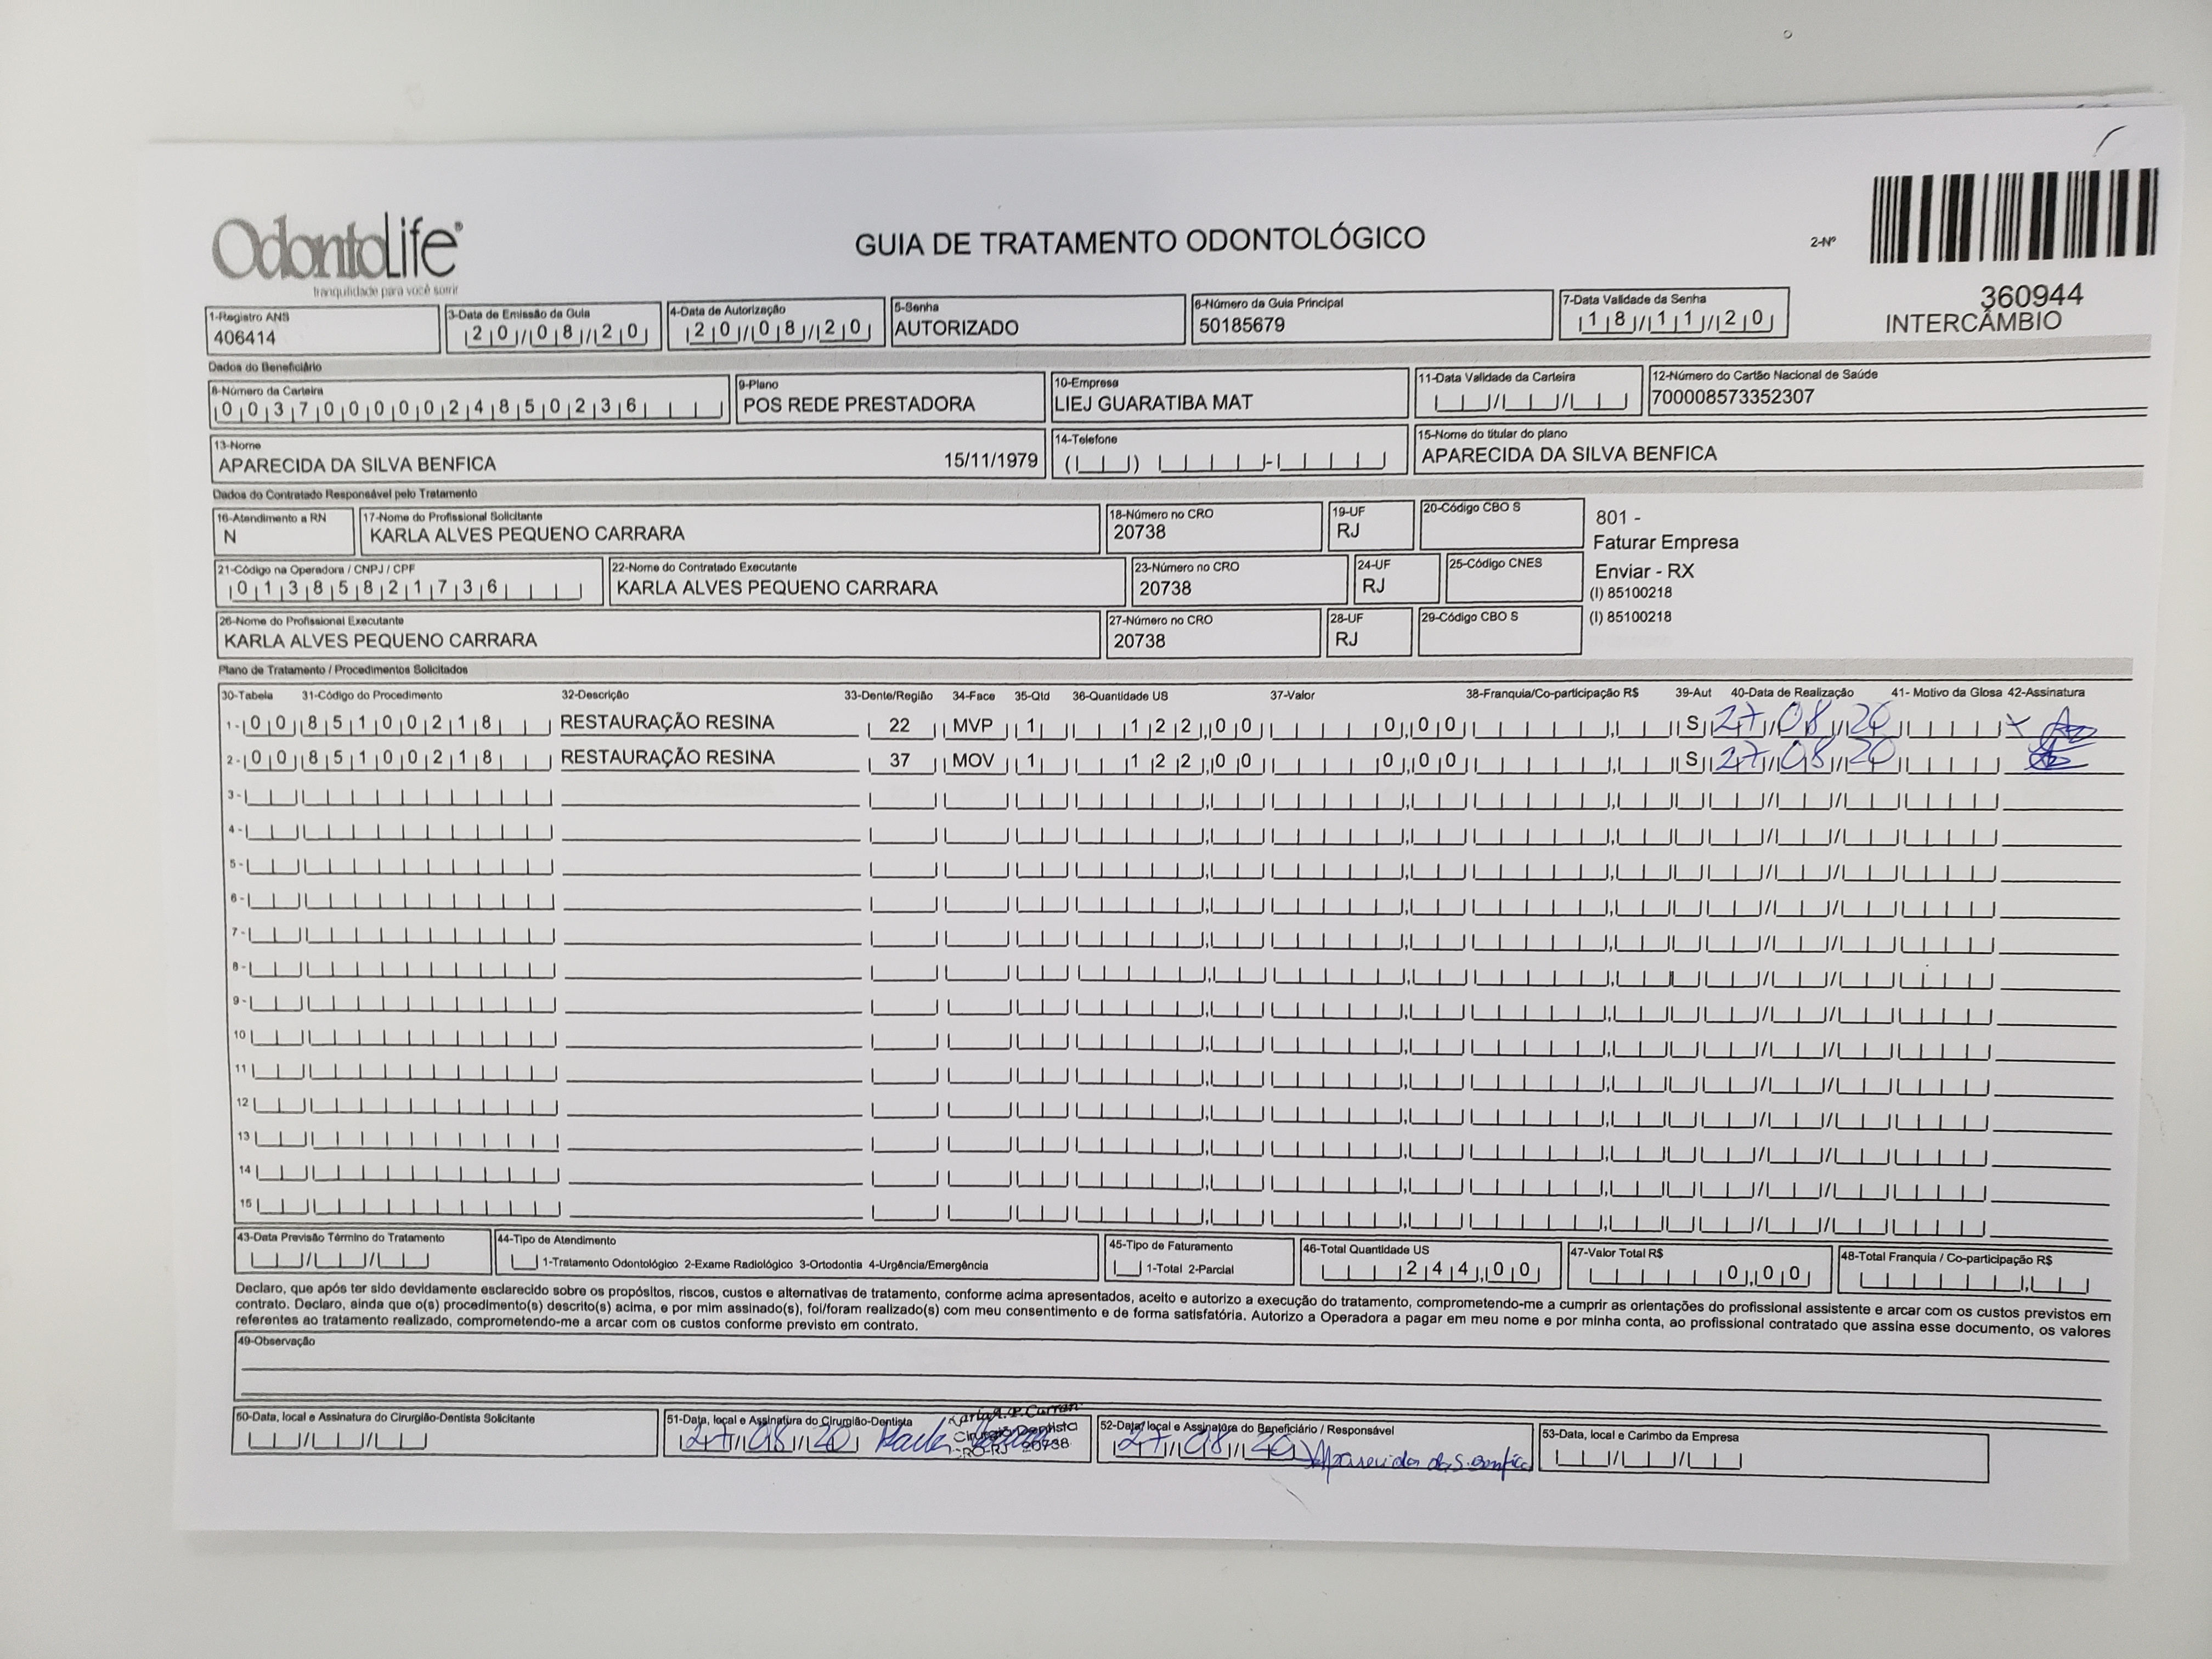 OdontoLife®
tranquilidade para você sorrir
GUIA DE TRATAMENTO ODONTOLÓGICO
2-Nº
360944
INTERCÂMBIO
1-Registro ANS
406414
3-Data de Emissão da Guia
20/08/20
4-Data de Autorização
20/08/20
5-Senha
AUTORIZADO
6-Número da Guia Principal
50185679
7-Data Validade da Senha
18/11/20
Dados do Beneficiário
8-Número da Carteira
00370000024850236
9-Plano
POS REDE PRESTADORA
10-Empresa
LIEJ GUARATIBA MAT
11-Data Validade da Carteira
12-Número do Cartão Nacional de Saúde
700008573352307
13-Nome
APARECIDA DA SILVA BENFICA 15/11/1979
14-Telefone
15-Nome do titular do plano
APARECIDA DA SILVA BENFICA
Dados do Contratado Responsável pelo Tratamento
16-Atendimento a RN
N
17-Nome do Profissional Solicitante
KARLA ALVES PEQUENO CARRARA
18-Número no CRO
20738
19-UF
RJ
20-Código CBO S
801 -
Faturar Empresa
Enviar - RX
(I) 85100218
(I) 85100218
21-Código na Operadora / CNPJ / CPF
01385821736
22-Nome do Contratado Executante
KARLA ALVES PEQUENO CARRARA
23-Número no CRO
20738
24-UF
RJ
25-Código CNES
26-Nome do Profissional Executante
KARLA ALVES PEQUENO CARRARA
27-Número no CRO
20738
28-UF
RJ
29-Código CBO S
Plano de Tratamento / Procedimentos Solicitados
30-Tabela 31-Código do Procedimento 32-Descrição 33-Dente/Região 34-Face 35-Qtd 36-Quantidade US 37-Valor 38-Franquia/Co-participação R$ 39-Aut 40-Data de Realização 41- Motivo da Glosa 42-Assinatura
1- 00 85100218 RESTAURAÇÃO RESINA 22 MVP 1 122,00 0,00 S 27/08/20 x
2- 00 85100218 RESTAURAÇÃO RESINA 37 MOV 1 122,00 0,00 S 27/08/20
3-
4-
5-
6-
7-
8-
9-
10
11
12
13
14
15
43-Data Previsão Término do Tratamento
44-Tipo de Atendimento
1-Tratamento Odontológico 2-Exame Radiológico 3-Ortodontia 4-Urgência/Emergência
45-Tipo de Faturamento
1-Total 2-Parcial
46-Total Quantidade US
244,00
47-Valor Total R$
0,00
48-Total Franquia / Co-participação R$
Declaro, que após ter sido devidamente esclarecido sobre os propósitos, riscos, custos e alternativas de tratamento, conforme acima apresentados, aceito e autorizo a execução do tratamento, comprometendo-me a cumprir as orientações do profissional assistente e arcar com os custos previstos em
contrato. Declaro, ainda que o(s) procedimento(s) descrito(s) acima, e por mim assinado(s), foi/foram realizado(s) com meu consentimento e de forma satisfatória. Autorizo a Operadora a pagar em meu nome e por minha conta, ao profissional contratado que assina esse documento, os valores
referentes ao tratamento realizado, comprometendo-me a arcar com os custos conforme previsto em contrato.
49-Observação
50-Data, local e Assinatura do Cirurgião-Dentista Solicitante
51-Data, local e Assinatura do Cirurgião-Dentista
27/08/20
Cirurgiã-Dentista
20738
52-Data, local e Assinatura do Beneficiário / Responsável
27/08/20 Aparecida da S. Benfica
53-Data, local e Carimbo da Empresa